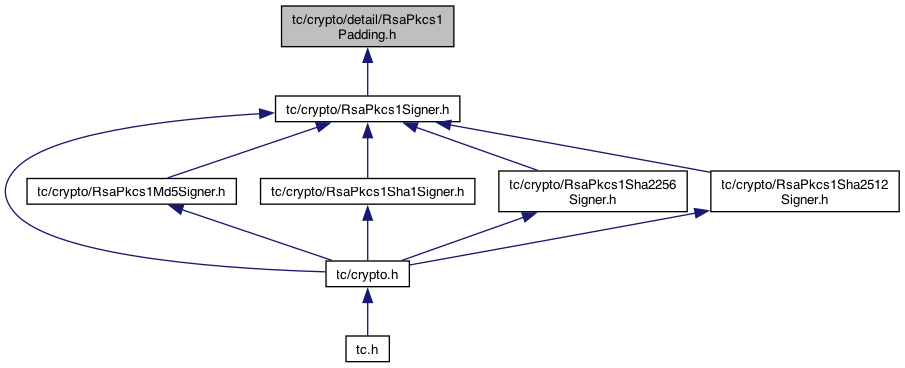 tc/crypto/detail/RsaPkcs1
Padding.h
tc/crypto/RsaPkcs1Signer.h
tc/crypto/RsaPkcs1Md5Signer.h
tc/crypto/RsaPkcs1Sha1Signer.h
tc/crypto/RsaPkcs1Sha2256
Signer.h
tc/crypto/RsaPkcs1Sha2512
Signer.h
tc/crypto.h
tc.h